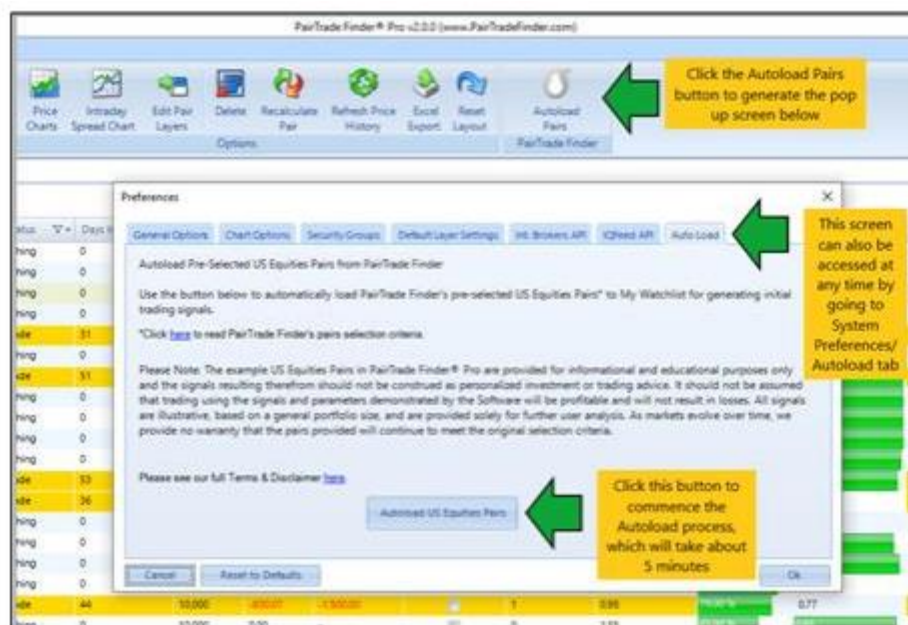 PairTrade Finder® Pro v2.0.0 (www.PairTradeFinder.com)
Price Charts
Intraday Spread Chart
Edit Pair Layers
Delete
Recalculate Pair
Refresh Price History
Excel Export
Reset Layout
Autoload Pairs
Options
PairTrade Finder
Click the Autoload Pairs
button to generate the pop
up screen below
Preferences
General Options
Chart Options
Security Groups
Default Layer Settings
Int. Brokers API
IQFeed API
Auto Load
This screen
can also be
accessed at
any time by
going to
System
Preferences/
Autoload tab
Autoload Pre-Selected US Equities Pairs from PairTrade Finder
Use the button below to automatically load PairTrade Finder's pre-selected US Equities Pairs* to My Watchlist for generating initial
trading signals.
*Click here to read PairTrade Finder's pairs selection criteria.
Please Note: The example US Equities Pairs in PairTrade Finder® Pro are provided for informational and educational purposes only
and the signals resulting therefrom should not be construed as personalized investment or trading advice. It should not be assumed
that trading using the signals and parameters demonstrated by the Software will be profitable and will not result in losses. All signals
are illustrative, based on a general portfolio size, and are provided solely for further user analysis. As markets evolve over time, we
provide no warranty that the pairs provided will continue to meet the original selection criteria.
Please see our full Terms & Disclaimer here
Autoload US Equities Pairs
Click this button to
commence the
Autoload process,
which will take about
5 minutes
Cancel
Reset to Defaults
Ok
44 10,000 1 0.95 0.77